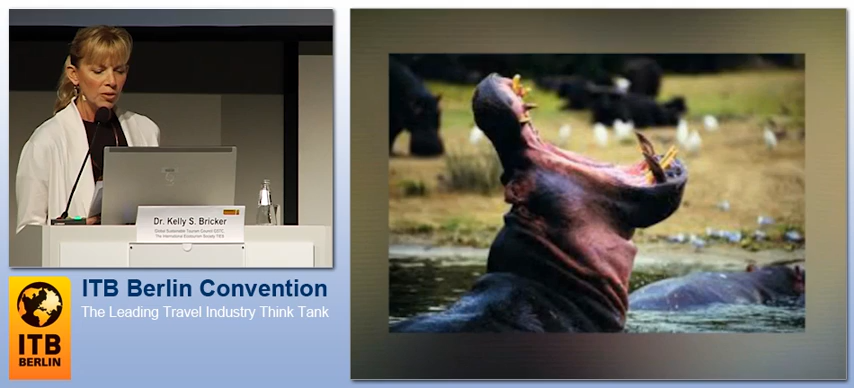 Dr. Kelly S. Bricker
Global Sustainable Tourism Council GSTC
The International Ecotourism Society TIES
ITB Berlin Convention
The Leading Travel Industry Think Tank
ITB
BERLIN